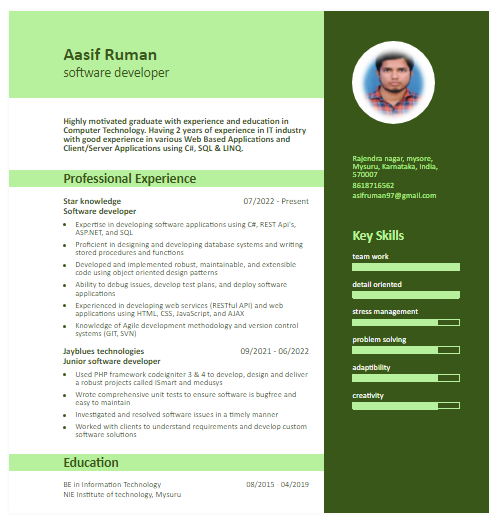 Aasif Ruman
software developer
Highly motivated graduate with experience and education in
Computer Technology. Having 2 years of experience in IT industry
with good experience in various Web Based Applications and
Client/Server Applications using C#, SQL & LINQ.
Professional Experience
Star knowledge 07/2022 - Present
Software developer
• Expertise in developing software applications using C#, REST Api's,
ASP.NET, and SQL
• Proficient in designing and developing database systems and writing
stored procedures and functions
• Developed and implemented robust, maintainable, and extensible
code using object oriented design patterns
• Ability to debug issues, develop test plans, and deploy software
applications
• Experienced in developing web services (RESTful API) and web
applications using HTML, CSS, JavaScript, and AJAX
• Knowledge of Agile development methodology and version control
systems (GIT, SVN)
Jayblues technologies 09/2021 - 06/2022
Junior software developer
• Used PHP framework codeigniter 3 & 4 to develop, design and deliver
a robust projects called ISmart and medusys
• Wrote comprehensive unit tests to ensure software is bugfree and
easy to maintain
• Investigated and resolved software issues in a timely manner
• Worked with clients to understand requirements and develop custom
software solutions
Education
BE in Information Technology 08/2015 - 04/2019
NIE Institute of technology, Mysuru
Rajendra nagar, mysore,
Mysuru, Karnataka, India,
570007
8618716562
asifruman97@gmail.com
Key Skills
team work
detail oriented
stress management
problem solving
adaptibility
creativity